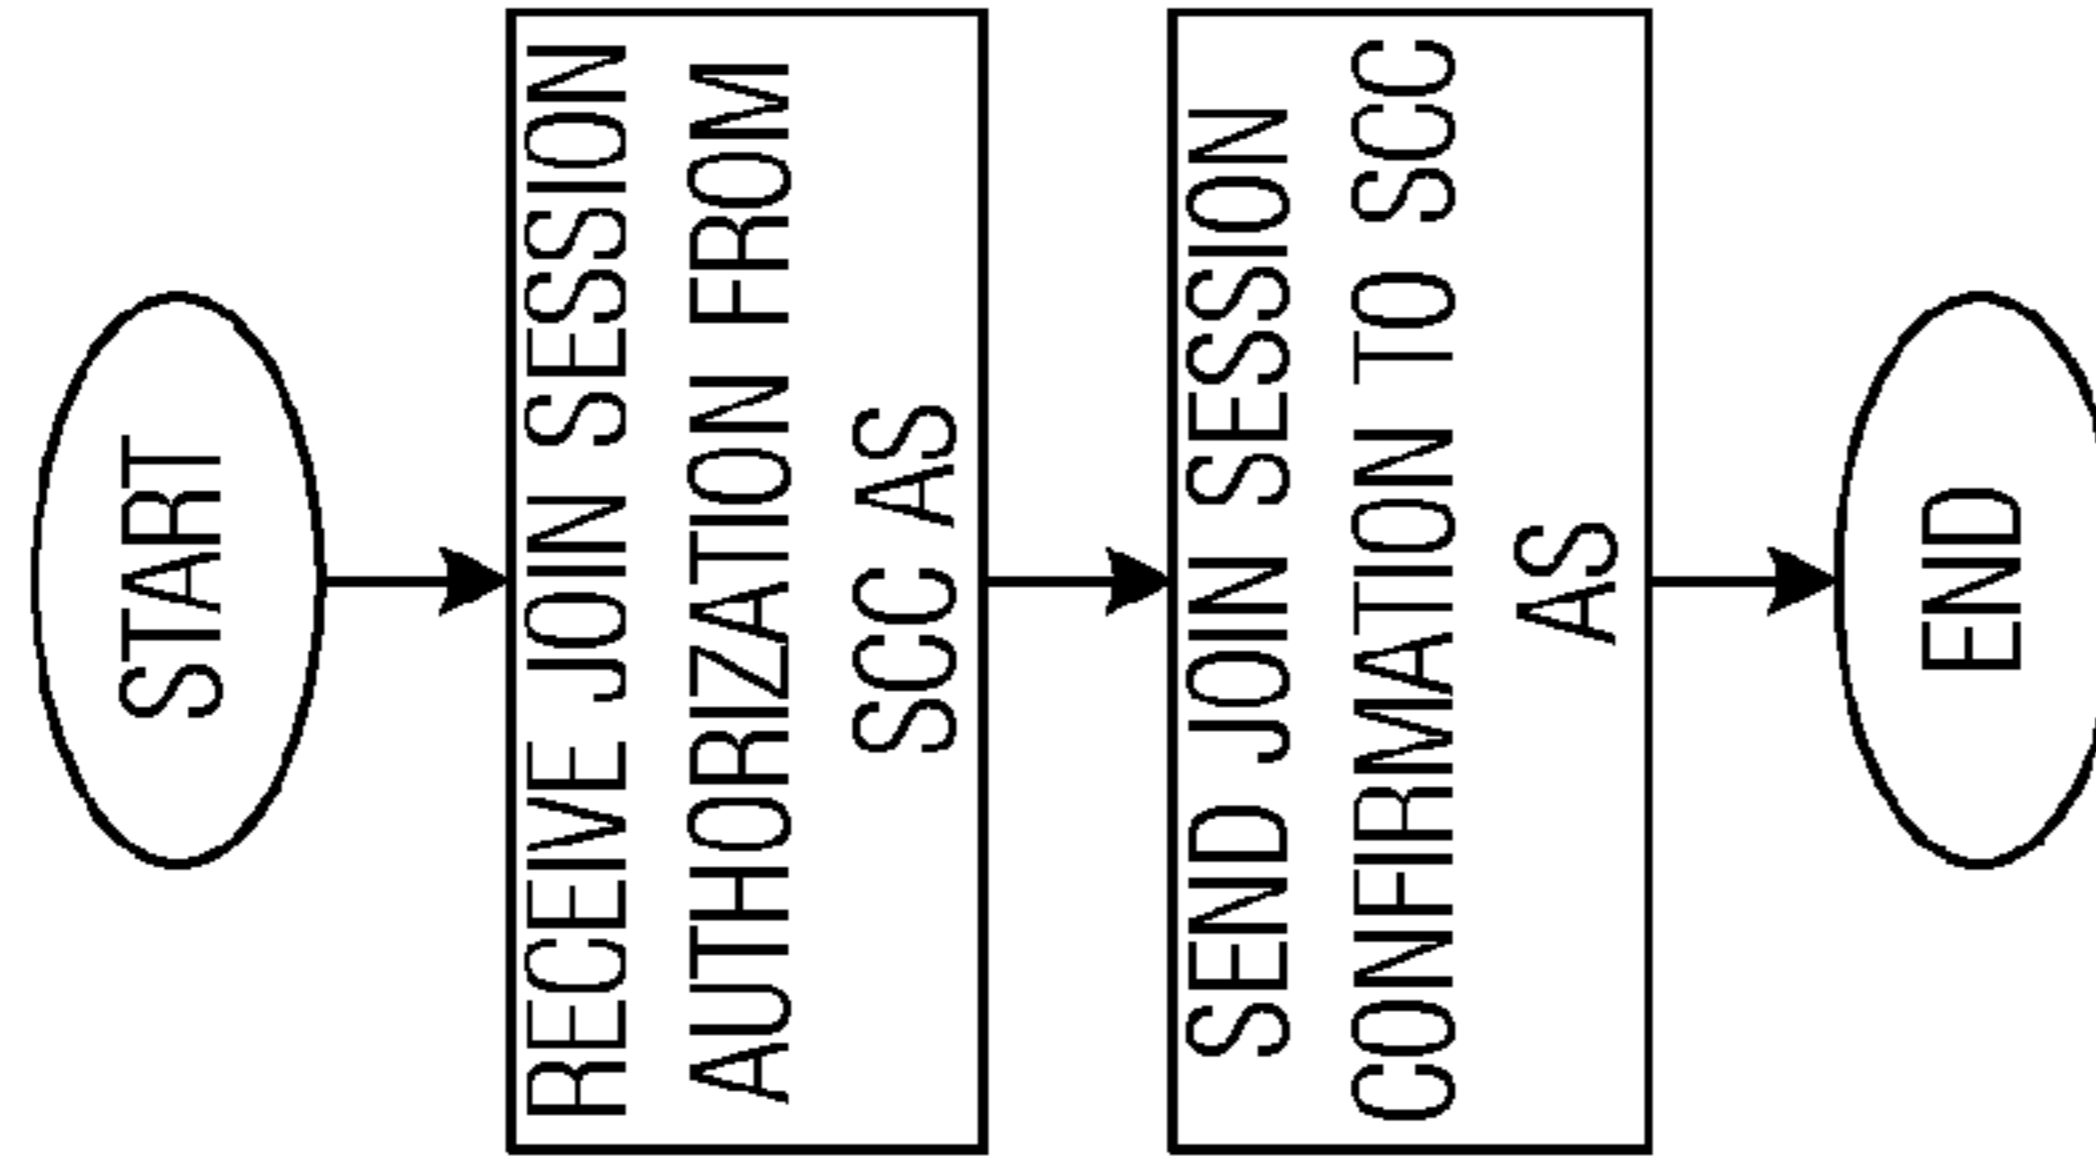 START
RECEIVE JOIN SESSION
AUTHORIZATION FROM
SCC AS
SEND JOIN SESSION
CONFIRMATION TO SCC
AS
END